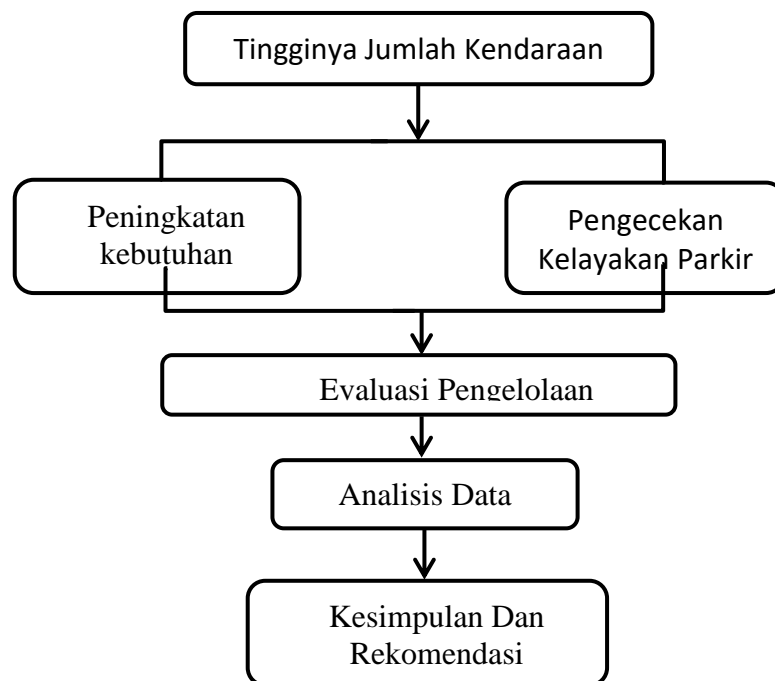 Tingginya Jumlah Kendaraan
Peningkatan
kebutuhan
Pengecekan
Kelayakan Parkir
Evaluasi Pengelolaan
Analisis Data
Kesimpulan Dan
Rekomendasi